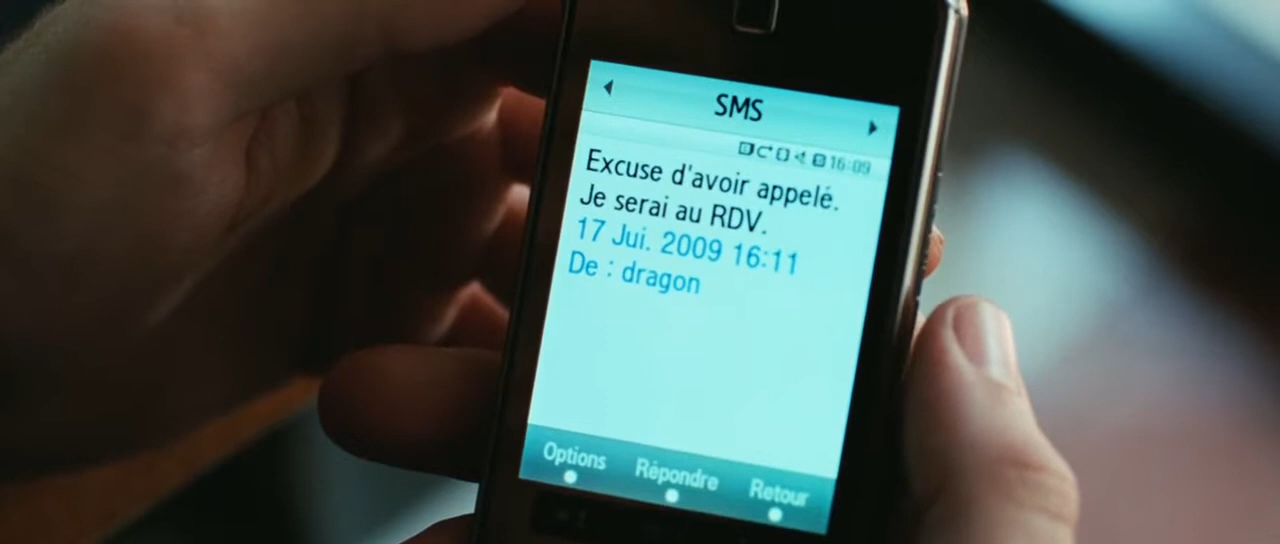 SMS
16:09
Excuse d'avoir appelé.
Je serai au RDV.
17 Jui. 2009 16:11
De : dragon
Options Répondre Retour